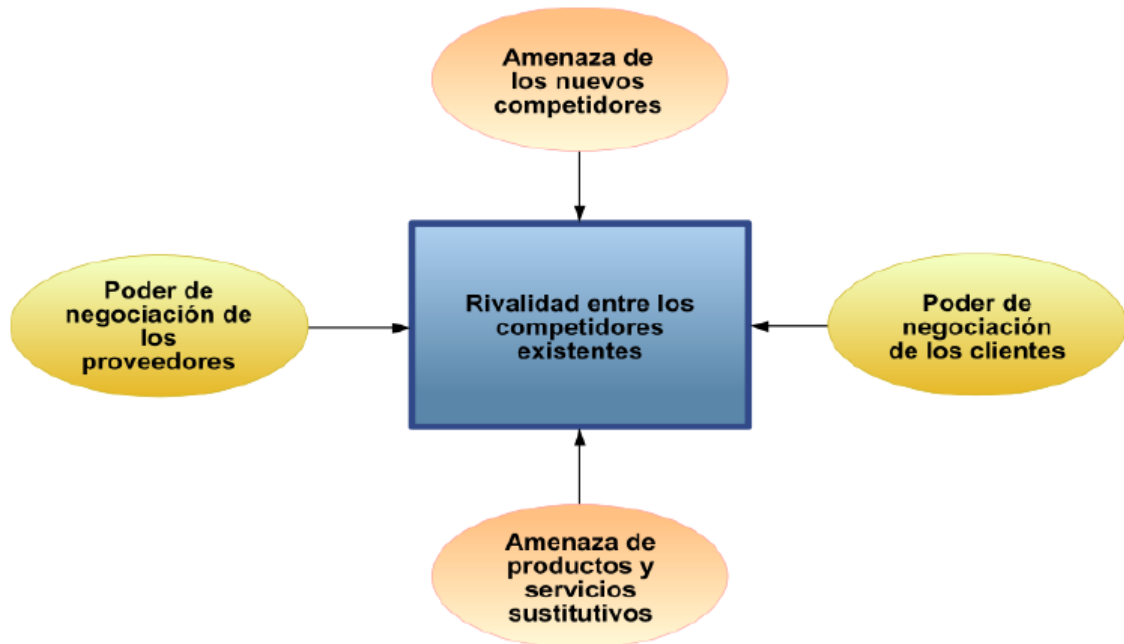 Amenaza de
los nuevos
competidores
Poder de
negociación de
los
proveedores
Rivalidad entre los
competidores
existentes
Poder de
negociación
de los clientes
Amenaza de
productos y
servicios
sustitutivos